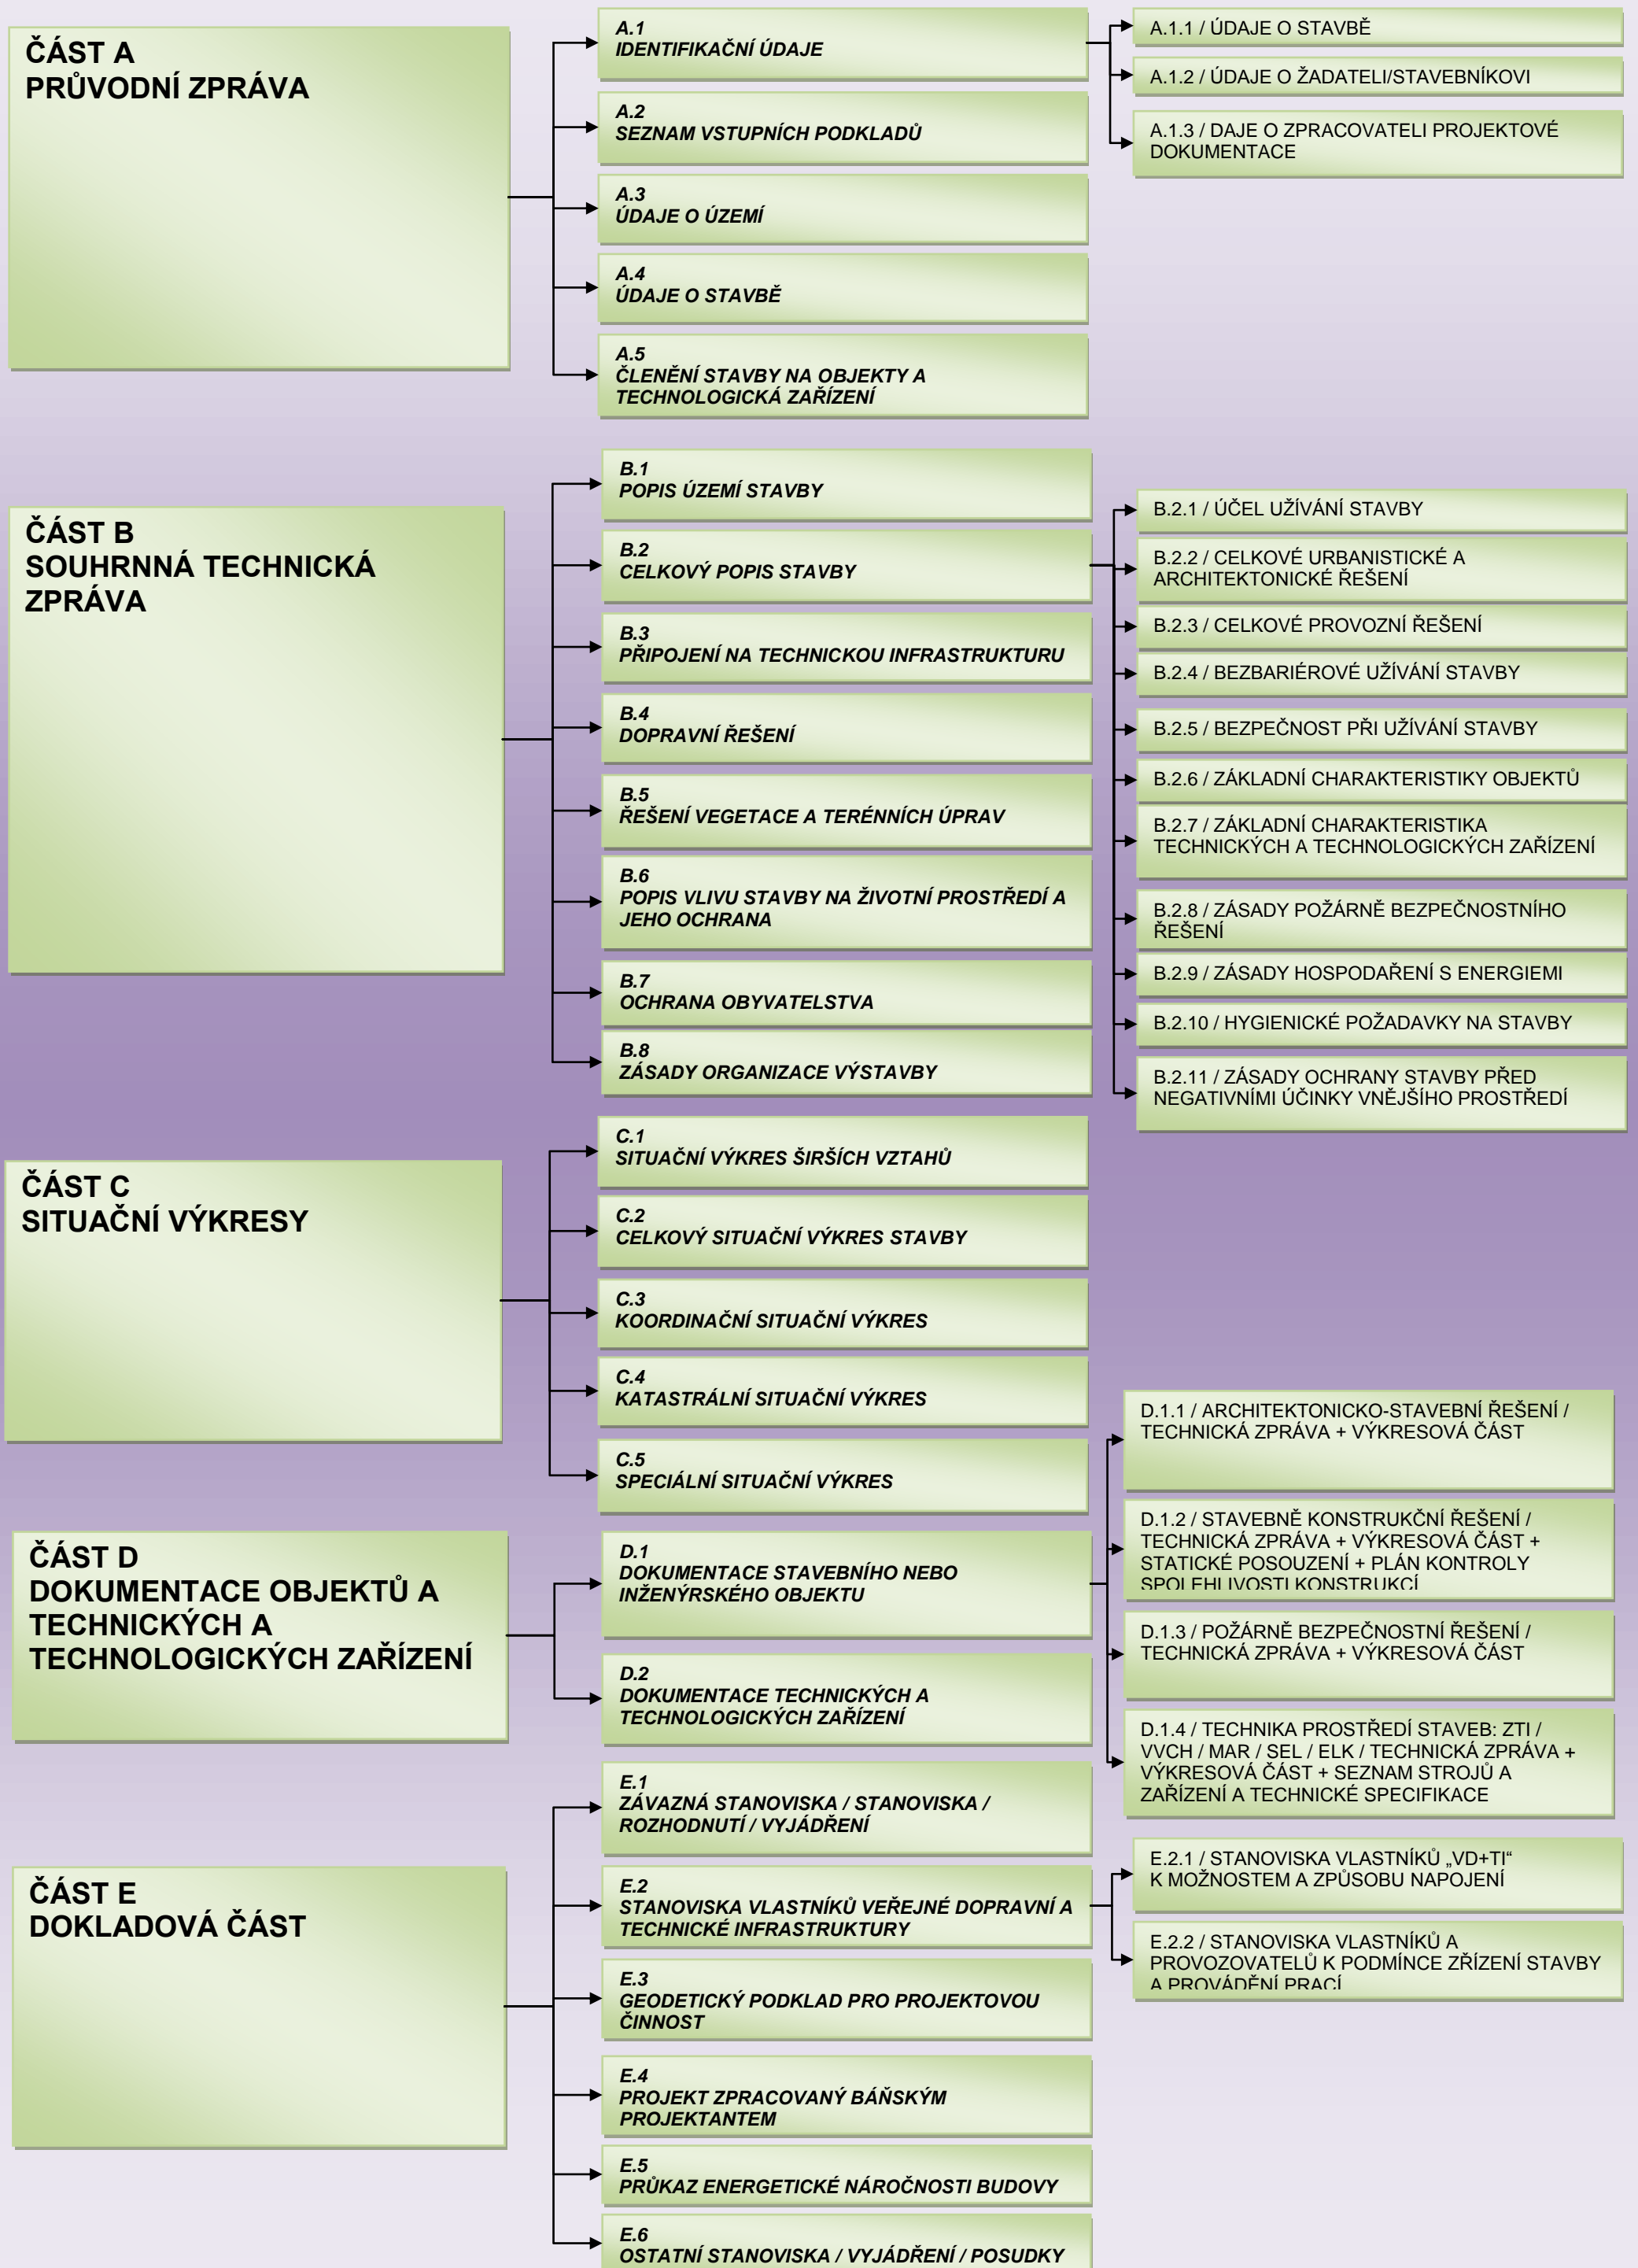 ČÁST A
PRŮVODNÍ ZPRÁVA
A.1
IDENTIFIKAČNÍ ÚDAJE
A.1.1 / ÚDAJE O STAVBĚ
A.1.2 / ÚDAJE O ŽADATELI/STAVEBNÍKOVI
A.1.3 / DAJE O ZPRACOVATELI PROJEKTOVÉ
DOKUMENTACE
A.2
SEZNAM VSTUPNÍCH PODKLADŮ
A.3
ÚDAJE O ÚZEMÍ
A.4
ÚDAJE O STAVBĚ
A.5
ČLENĚNÍ STAVBY NA OBJEKTY A
TECHNOLOGICKÁ ZAŘÍZENÍ
ČÁST B
SOUHRNNÁ TECHNICKÁ
ZPRÁVA
B.1
POPIS ÚZEMÍ STAVBY
B.2
CELKOVÝ POPIS STAVBY
B.2.1 / ÚČEL UŽÍVÁNÍ STAVBY
B.2.2 / CELKOVÉ URBANISTICKÉ A
ARCHITEKTONICKÉ ŘEŠENÍ
B.2.3 / CELKOVÉ PROVOZNÍ ŘEŠENÍ
B.2.4 / BEZBARIÉROVÉ UŽÍVÁNÍ STAVBY
B.2.5 / BEZPEČNOST PŘI UŽÍVÁNÍ STAVBY
B.2.6 / ZÁKLADNÍ CHARAKTERISTIKY OBJEKTŮ
B.2.7 / ZÁKLADNÍ CHARAKTERISTIKA
TECHNICKÝCH A TECHNOLOGICKÝCH ZAŘÍZENÍ
B.2.8 / ZÁSADY POŽÁRNĚ BEZPEČNOSTNÍHO
ŘEŠENÍ
B.2.9 / ZÁSADY HOSPODAŘENÍ S ENERGIEMI
B.2.10 / HYGIENICKÉ POŽADAVKY NA STAVBY
B.2.11 / ZÁSADY OCHRANY STAVBY PŘED
NEGATIVNÍMI ÚČINKY VNĚJŠÍHO PROSTŘEDÍ
B.3
PŘIPOJENÍ NA TECHNICKOU INFRASTRUKTURU
B.4
DOPRAVNÍ ŘEŠENÍ
B.5
ŘEŠENÍ VEGETACE A TERÉNNÍCH ÚPRAV
B.6
POPIS VLIVU STAVBY NA ŽIVOTNÍ PROSTŘEDÍ A
JEHO OCHRANA
B.7
OCHRANA OBYVATELSTVA
B.8
ZÁSADY ORGANIZACE VÝSTAVBY
ČÁST C
SITUAČNÍ VÝKRESY
C.1
SITUAČNÍ VÝKRES ŠIRŠÍCH VZTAHŮ
C.2
CELKOVÝ SITUAČNÍ VÝKRES STAVBY
C.3
KOORDINAČNÍ SITUAČNÍ VÝKRES
C.4
KATASTRÁLNÍ SITUAČNÍ VÝKRES
C.5
SPECIÁLNÍ SITUAČNÍ VÝKRES
ČÁST D
DOKUMENTACE OBJEKTŮ A
TECHNICKÝCH A
TECHNOLOGICKÝCH ZAŘÍZENÍ
D.1
DOKUMENTACE STAVEBNÍHO NEBO
INŽENÝRSKÉHO OBJEKTU
D.1.1 / ARCHITEKTONICKO-STAVEBNÍ ŘEŠENÍ /
TECHNICKÁ ZPRÁVA + VÝKRESOVÁ ČÁST
D.1.2 / STAVEBNĚ KONSTRUKČNÍ ŘEŠENÍ /
TECHNICKÁ ZPRÁVA + VÝKRESOVÁ ČÁST +
STATICKÉ POSOUZENÍ + PLÁN KONTROLY
SPOLEHLIVOSTI KONSTRUKCÍ
D.1.3 / POŽÁRNĚ BEZPEČNOSTNÍ ŘEŠENÍ /
TECHNICKÁ ZPRÁVA + VÝKRESOVÁ ČÁST
D.1.4 / TECHNIKA PROSTŘEDÍ STAVEB: ZTI /
VVCH / MAR / SEL / ELK / TECHNICKÁ ZPRÁVA +
VÝKRESOVÁ ČÁST + SEZNAM STROJŮ A
ZAŘÍZENÍ A TECHNICKÉ SPECIFIKACE
D.2
DOKUMENTACE TECHNICKÝCH A
TECHNOLOGICKÝCH ZAŘÍZENÍ
ČÁST E
DOKLADOVÁ ČÁST
E.1
ZÁVAZNÁ STANOVISKA / STANOVISKA /
ROZHODNUTÍ / VYJÁDŘENÍ
E.2
STANOVISKA VLASTNÍKŮ VEŘEJNÉ DOPRAVNÍ A
TECHNICKÉ INFRASTRUKTURY
E.2.1 / STANOVISKA VLASTNÍKŮ „VD+TI“
K MOŽNOSTEM A ZPŮSOBU NAPOJENÍ
E.2.2 / STANOVISKA VLASTNÍKŮ A
PROVOZOVATELŮ K PODMÍNCE ZŘÍZENÍ STAVBY
A PROVÁDĚNÍ PRACÍ
E.3
GEODETICKÝ PODKLAD PRO PROJEKTOVOU
ČINNOST
E.4
PROJEKT ZPRACOVANÝ BÁŇSKÝM
PROJEKTANTEM
E.5
PRŮKAZ ENERGETICKÉ NÁROČNOSTI BUDOVY
E.6
OSTATNÍ STANOVISKA / VYJÁDŘENÍ / POSUDKY